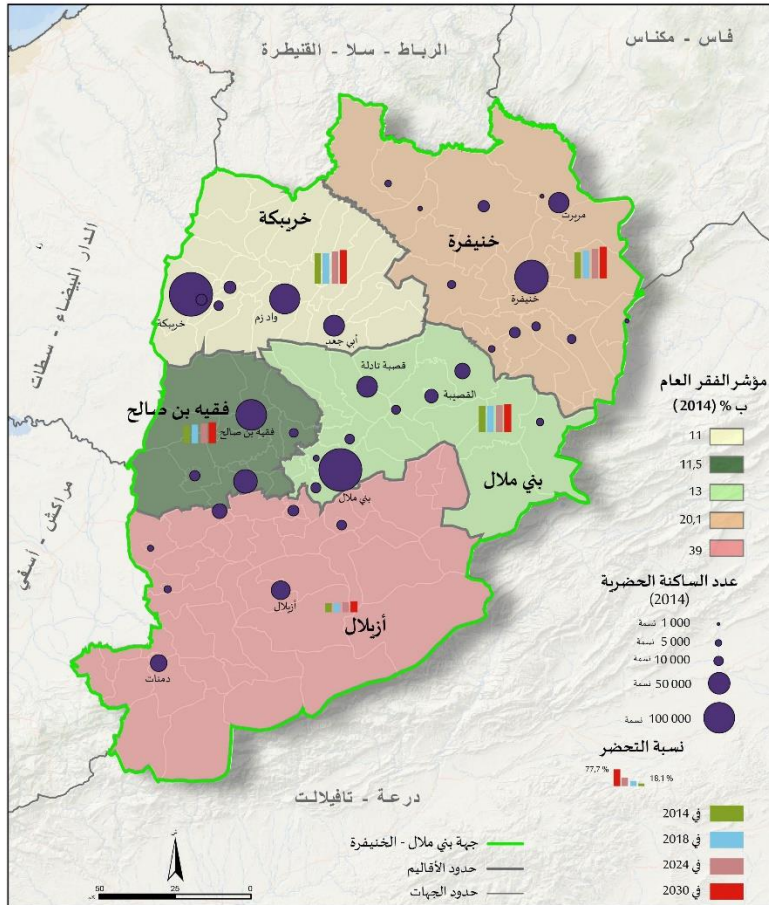 الرباط - سلا - القنيطرة
فاس - مكناس
الدار البيضاء - سطات
مراكش - أسفي
درعة - تافيلالت
خريبكة
خنيفرة
مريرت
خنيفرة
خريبكة
واد زم
أبي جعد
قصبة تادلة
القصيبة
فقيه بن صالح
فقيه بن صالح
بني ملال
بني ملال
أزيلال
أزيلال
دمنات
مؤشر الفقر العام
ب % (2014)
11
11,5
13
20,1
39
عدد الساكنة الحضرية
(2014)
1 000 نسمة
5 000 نسمة
10 000 نسمة
50 000 نسمة
100 000 نسمة
نسبة التحضر
77,7 %
18,1 %
في 2014
في 2018
في 2024
في 2030
جهة بني ملال - الخنيفرة
حدود الأقاليم
حدود الجهات
50 25 0
كم